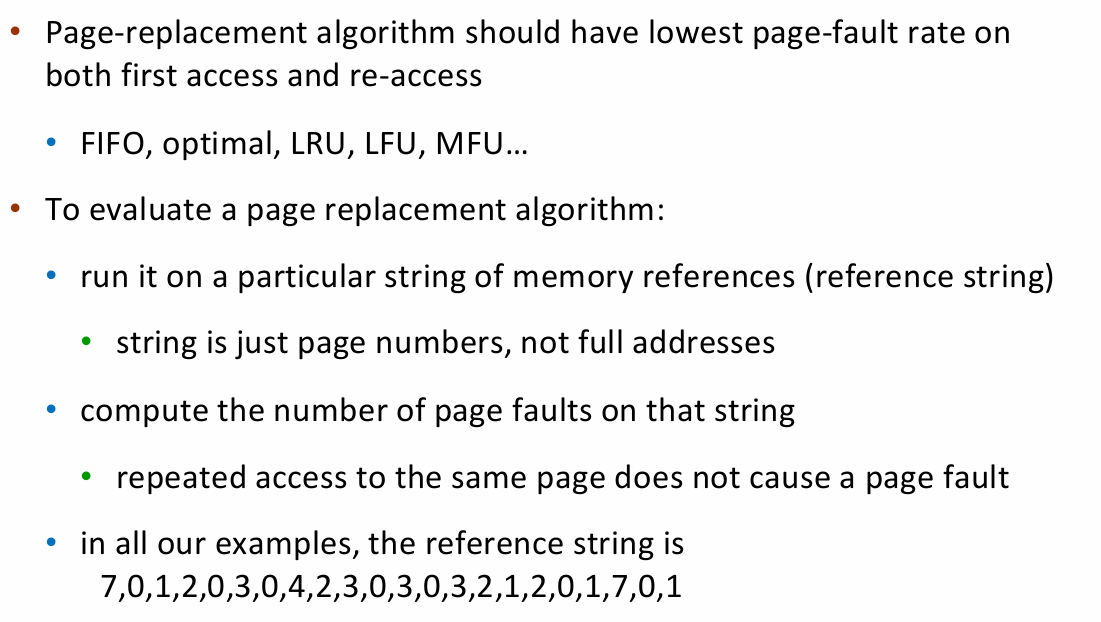 • Page-replacement algorithm should have lowest page-fault rate on
both first access and re-access
• FIFO, optimal, LRU, LFU, MFU…
• To evaluate a page replacement algorithm:
• run it on a particular string of memory references (reference string)
• string is just page numbers, not full addresses
• compute the number of page faults on that string
• repeated access to the same page does not cause a page fault
• in all our examples, the reference string is
7,0,1,2,0,3,0,4,2,3,0,3,0,3,2,1,2,0,1,7,0,1